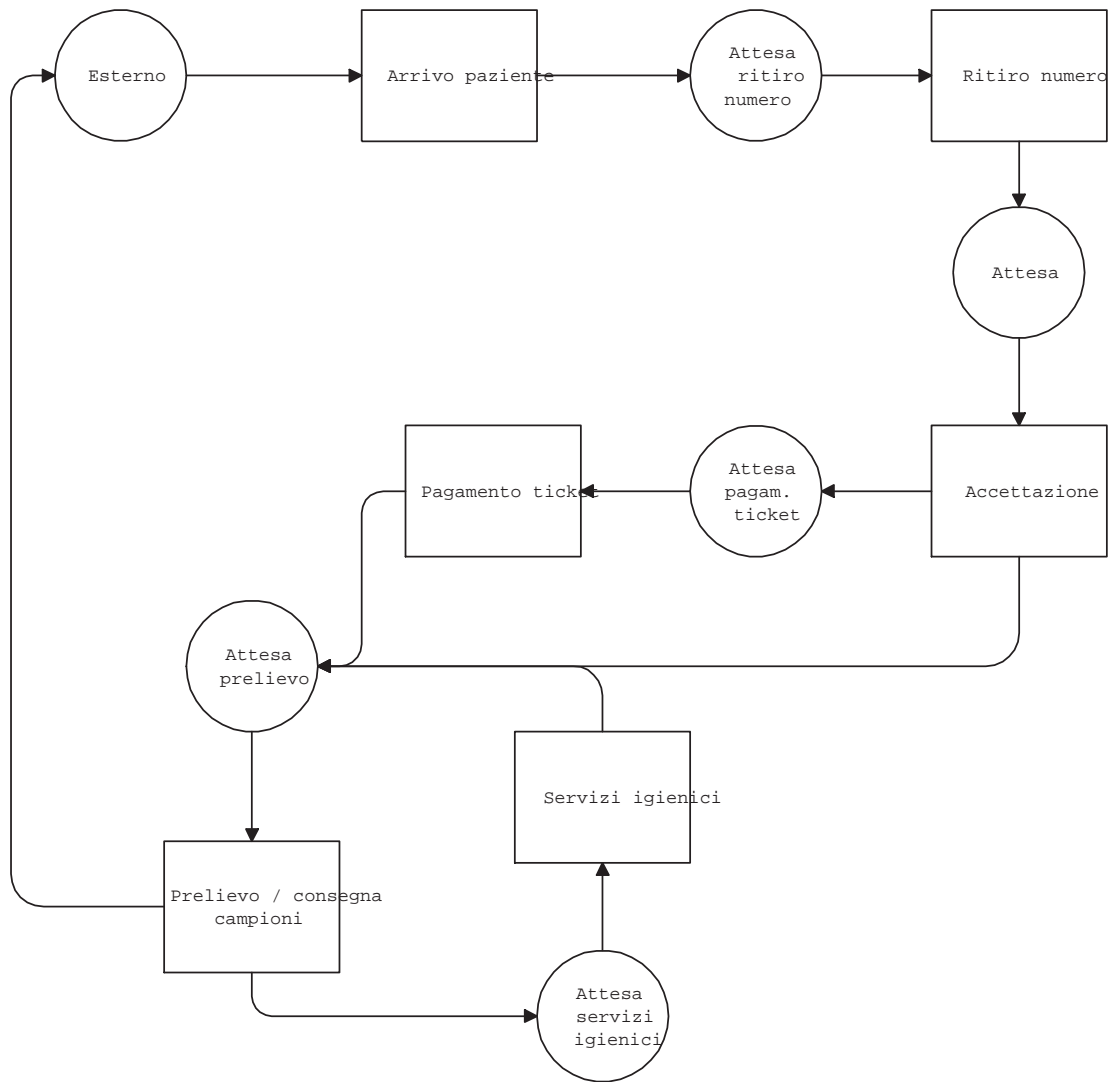 Esterno
Arrivo paziente
Attesa
ritiro
numero
Ritiro numero
Attesa
Accettazione
Attesa
pagam.
ticket
Pagamento ticket
Attesa
prelievo
Servizi igienici
Prelievo / consegna
campioni
Attesa
servizi
igienici